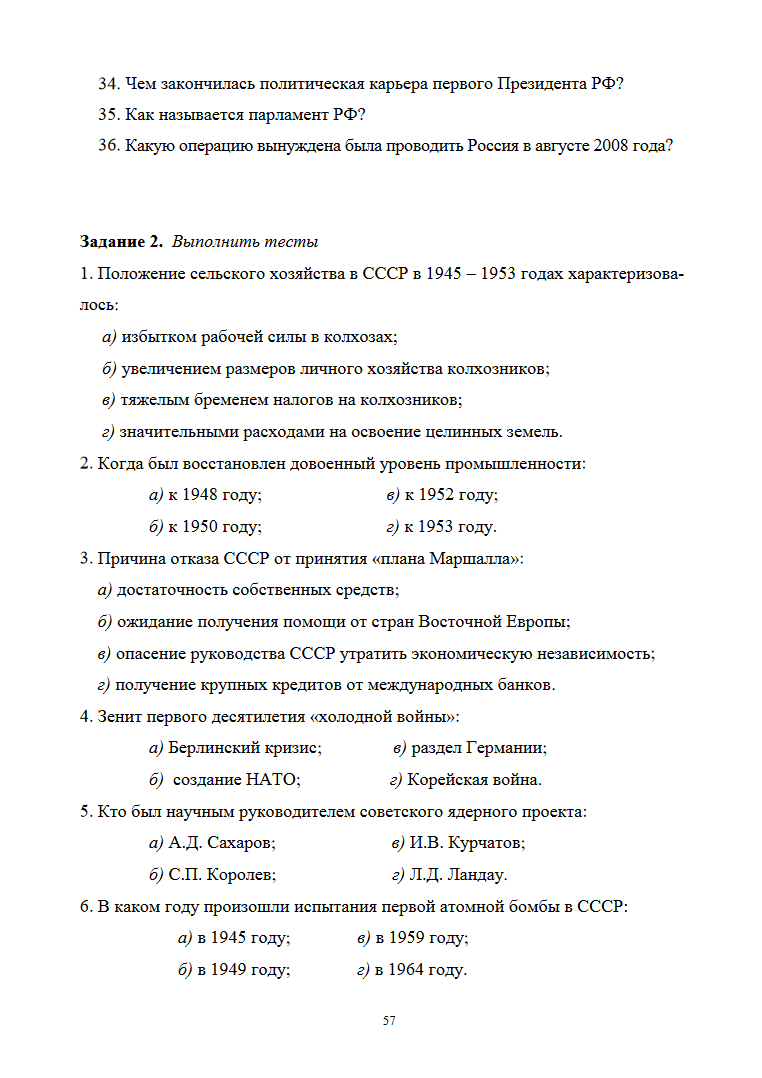 34. Чем закончилась политическая карьера первого Президента РФ?
35. Как называется парламент РФ?
36. Какую операцию вынуждена была проводить Россия в августе 2008 года?
Задание 2. Выполнить тесты
1. Положение сельского хозяйства в СССР в 1945 – 1953 годах характеризова-
лось:
а) избытком рабочей силы в колхозах;
б) увеличением размеров личного хозяйства колхозников;
в) тяжелым бременем налогов на колхозников;
г) значительными расходами на освоение целинных земель.
2. Когда был восстановлен довоенный уровень промышленности:
а) к 1948 году; в) к 1952 году;
б) к 1950 году; г) к 1953 году.
3. Причина отказа СССР от принятия «плана Маршалла»:
а) достаточность собственных средств;
б) ожидание получения помощи от стран Восточной Европы;
в) опасение руководства СССР утратить экономическую независимость;
г) получение крупных кредитов от международных банков.
4. Зенит первого десятилетия «холодной войны»:
а) Берлинский кризис; в) раздел Германии;
б) создание НАТО; г) Корейская война.
5. Кто был научным руководителем советского ядерного проекта:
а) А.Д. Сахаров; в) И.В. Курчатов;
б) С.П. Королев; г) Л.Д. Ландау.
6. В каком году произошли испытания первой атомной бомбы в СССР:
а) в 1945 году; в) в 1959 году;
б) в 1949 году; г) в 1964 году.
57